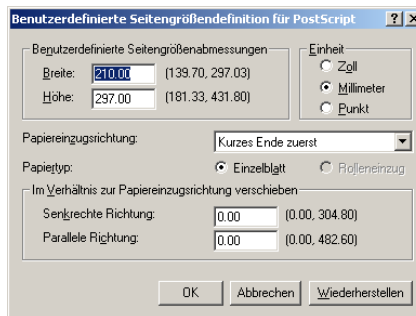 Benutzerdefinierte Seitengrößendefinition für PostScript
Benutzerdefinierte Seitengrößenabmessungen
Breite: 210.00 (139.70, 297.03)
Höhe: 297.00 (181.33, 431.80)
Einheit
Zoll
Millimeter
Punkt
Papiereinzugsrichtung: Kurzes Ende zuerst
Papiertyp: Einzelblatt Rolleneinzug
Im Verhältnis zur Papiereinzugsrichtung verschieben
Senkrechte Richtung: 0.00 (0.00, 304.80)
Parallele Richtung: 0.00 (0.00, 482.60)
OK Abbrechen Wiederherstellen